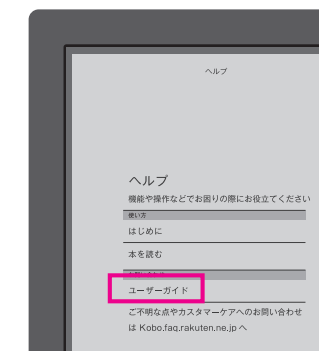 ヘルプ
ヘルプ
機能や操作などでお困りの際にお役立てください
使い方
はじめに
本を読む
ユーザーガイド
ご不明な点やカスタマーケアへのお問い合わせ
は Kobo.faq.rakuten.ne.jp へ